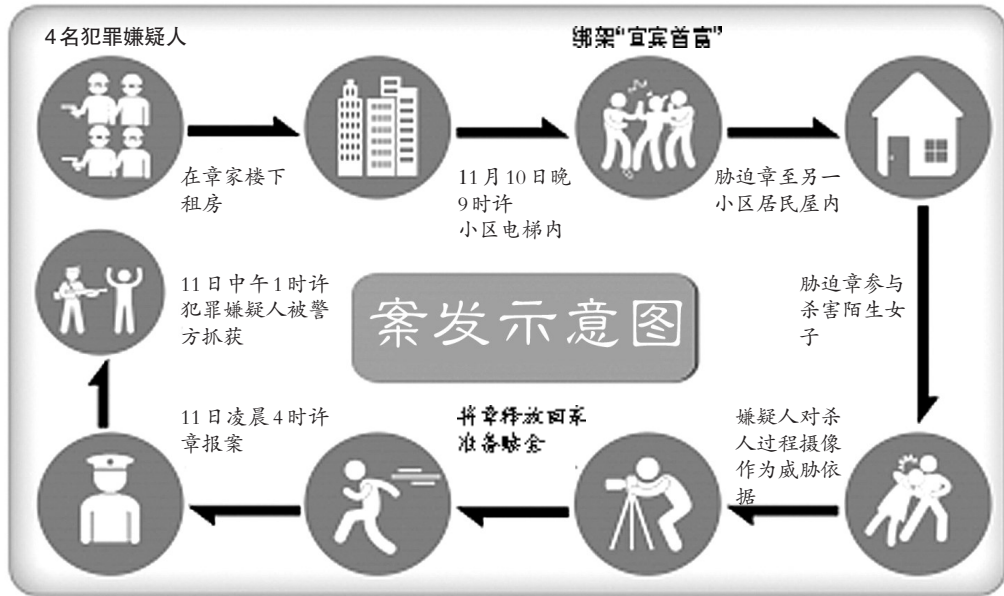 4名犯罪嫌疑人
在章家楼下
租房
11月10日晚
9时许
小区电梯内
绑架“宜宾首富”
胁迫章至另一
小区居民屋内
胁迫章参与
杀害陌生女
子
嫌疑人对杀
人过程摄像
作为威胁依
据
将章释放回家
准备赎金
11日凌晨4时许
章报案
11日中午1时许
犯罪嫌疑人被警
方抓获
案发示意图